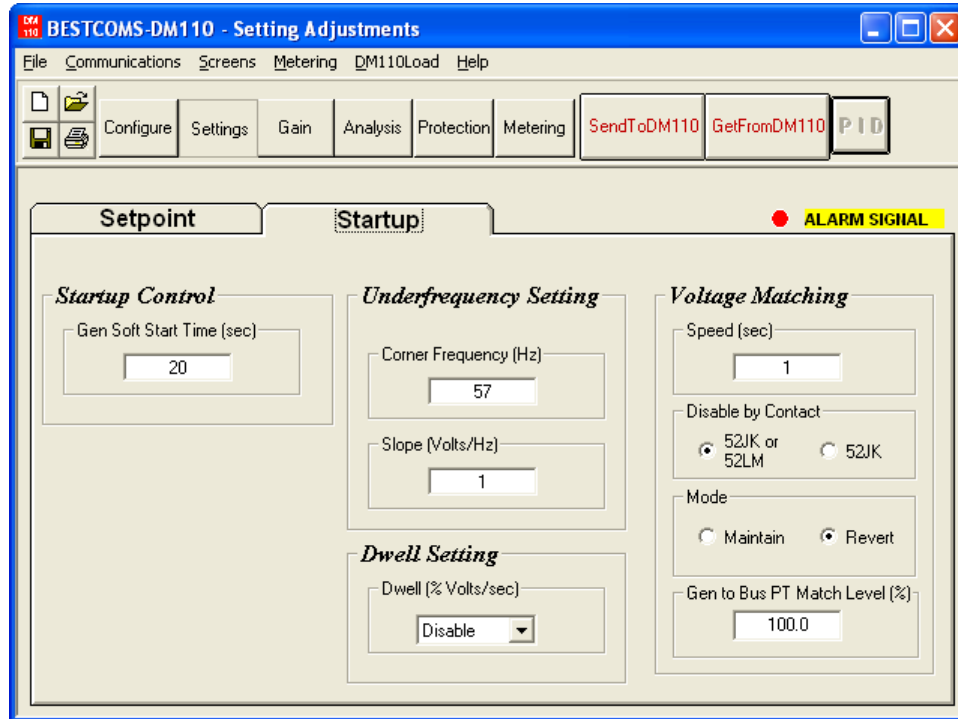 DM 110 BESTCOMS-DM110 - Setting Adjustments
File Communications Screens Metering DM110Load Help
Configure Settings Gain Analysis Protection Metering SendToDM110 GetFromDM110 PID
Setpoint Startup ALARM SIGNAL
Startup Control
Gen Soft Start Time (sec)
20
Underfrequency Setting
Corner Frequency (Hz)
57
Slope (Volts/Hz)
1
Dwell Setting
Dwell (% Volts/sec)
Disable
Voltage Matching
Speed (sec)
1
Disable by Contact
52JK or
52LM
52JK
Mode
Maintain Revert
Gen to Bus PT Match Level (%)
100.0